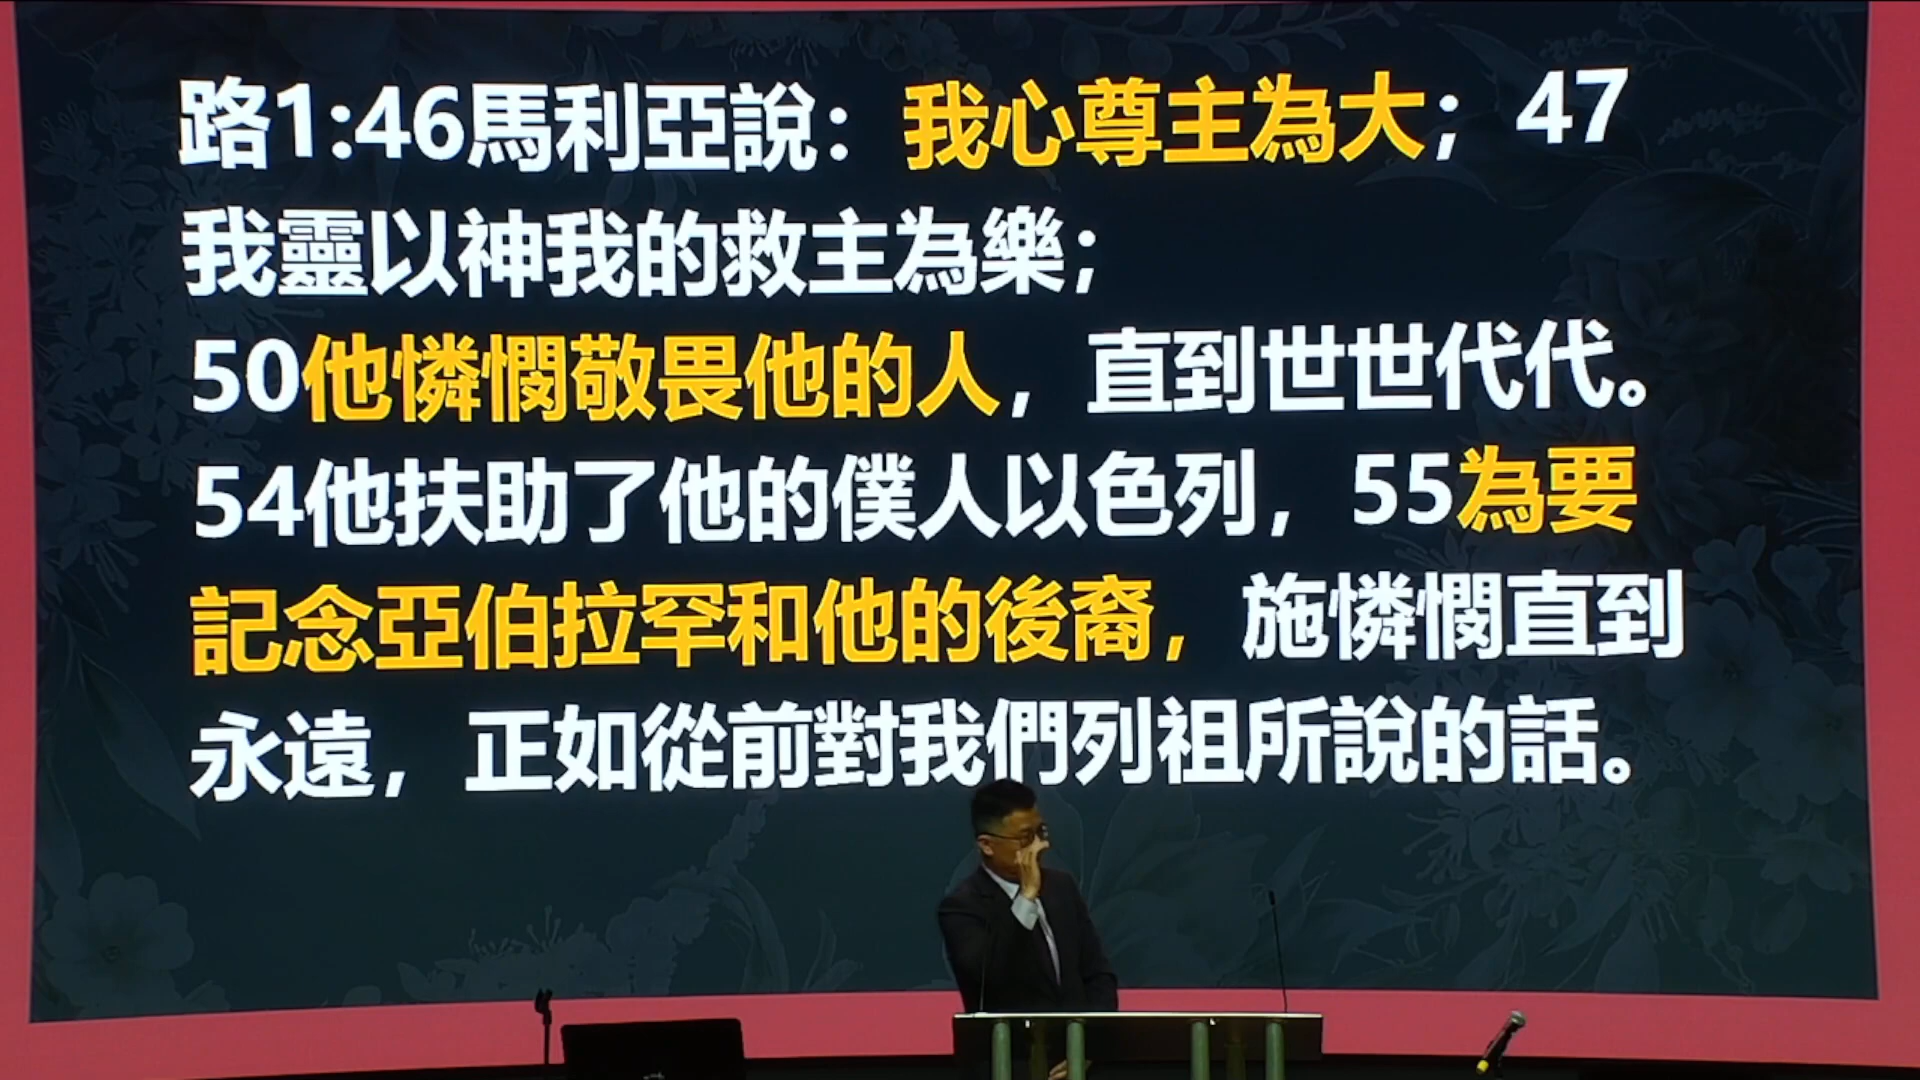 路1:46馬利亞說：我心尊主為大；47
我靈以神我的救主為樂；
50他憐憫敬畏他的人，直到世世代代。
54他扶助了他的僕人以色列，55為要
記念亞伯拉罕和他的後裔，施憐憫直到
永遠，正如從前對我們列祖所說的話。